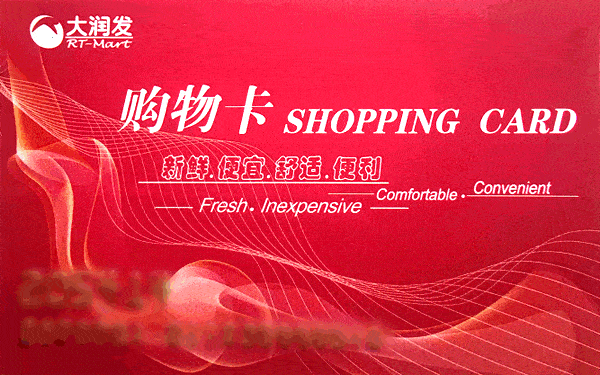 大润发
RT-Mart
购物卡 SHOPPING CARD
新鲜.便宜.舒适.便利
Fresh. Inexpensive
Comfortable. Convenient